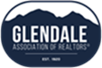 GLENDALE
ASSOCIATION OF REALTORS®
EST. 1920